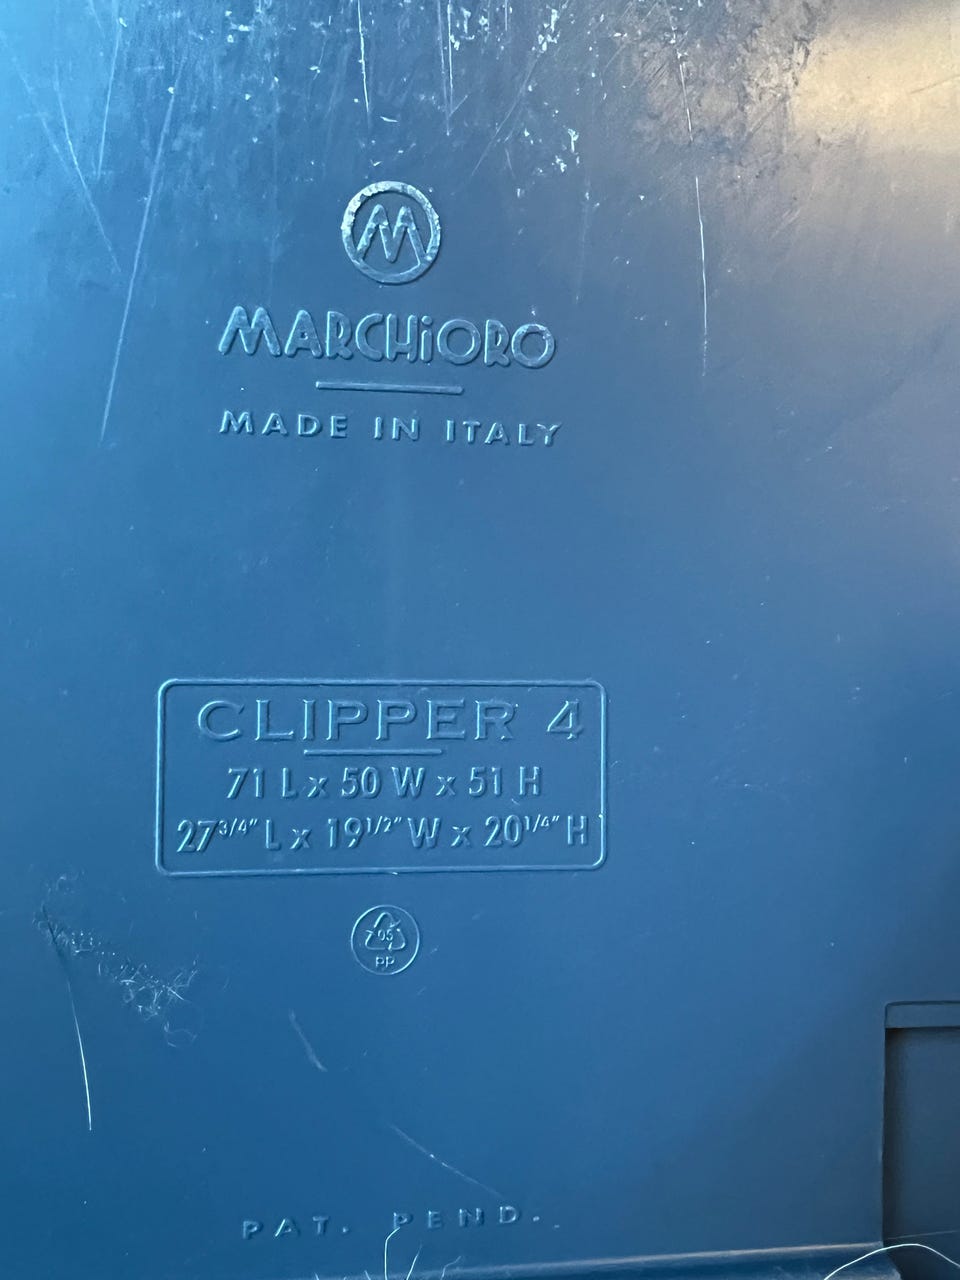 M
MARCHiORO
MADE IN ITALY
CLIPPER 4
71 L x 50 W x 51 H
27 3/4" L x 19 1/2" W x 20 1/4" H
05
PP
PAT. PEND.